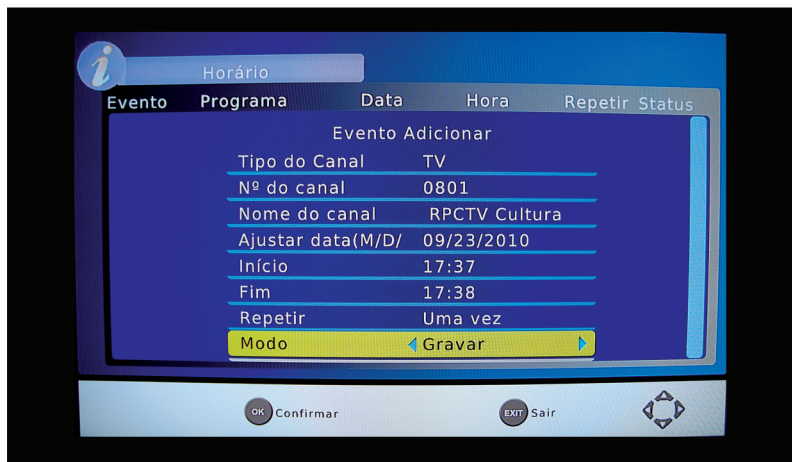 i
Horário
Evento Programa Data Hora Repetir Status
Evento Adicionar
Tipo do Canal TV
Nº do canal 0801
Nome do canal RPCTV Cultura
Ajustar data(M/D/ 09/23/2010
Início 17:37
Fim 17:38
Repetir Uma vez
Modo Gravar
OK Confirmar EXIT Sair